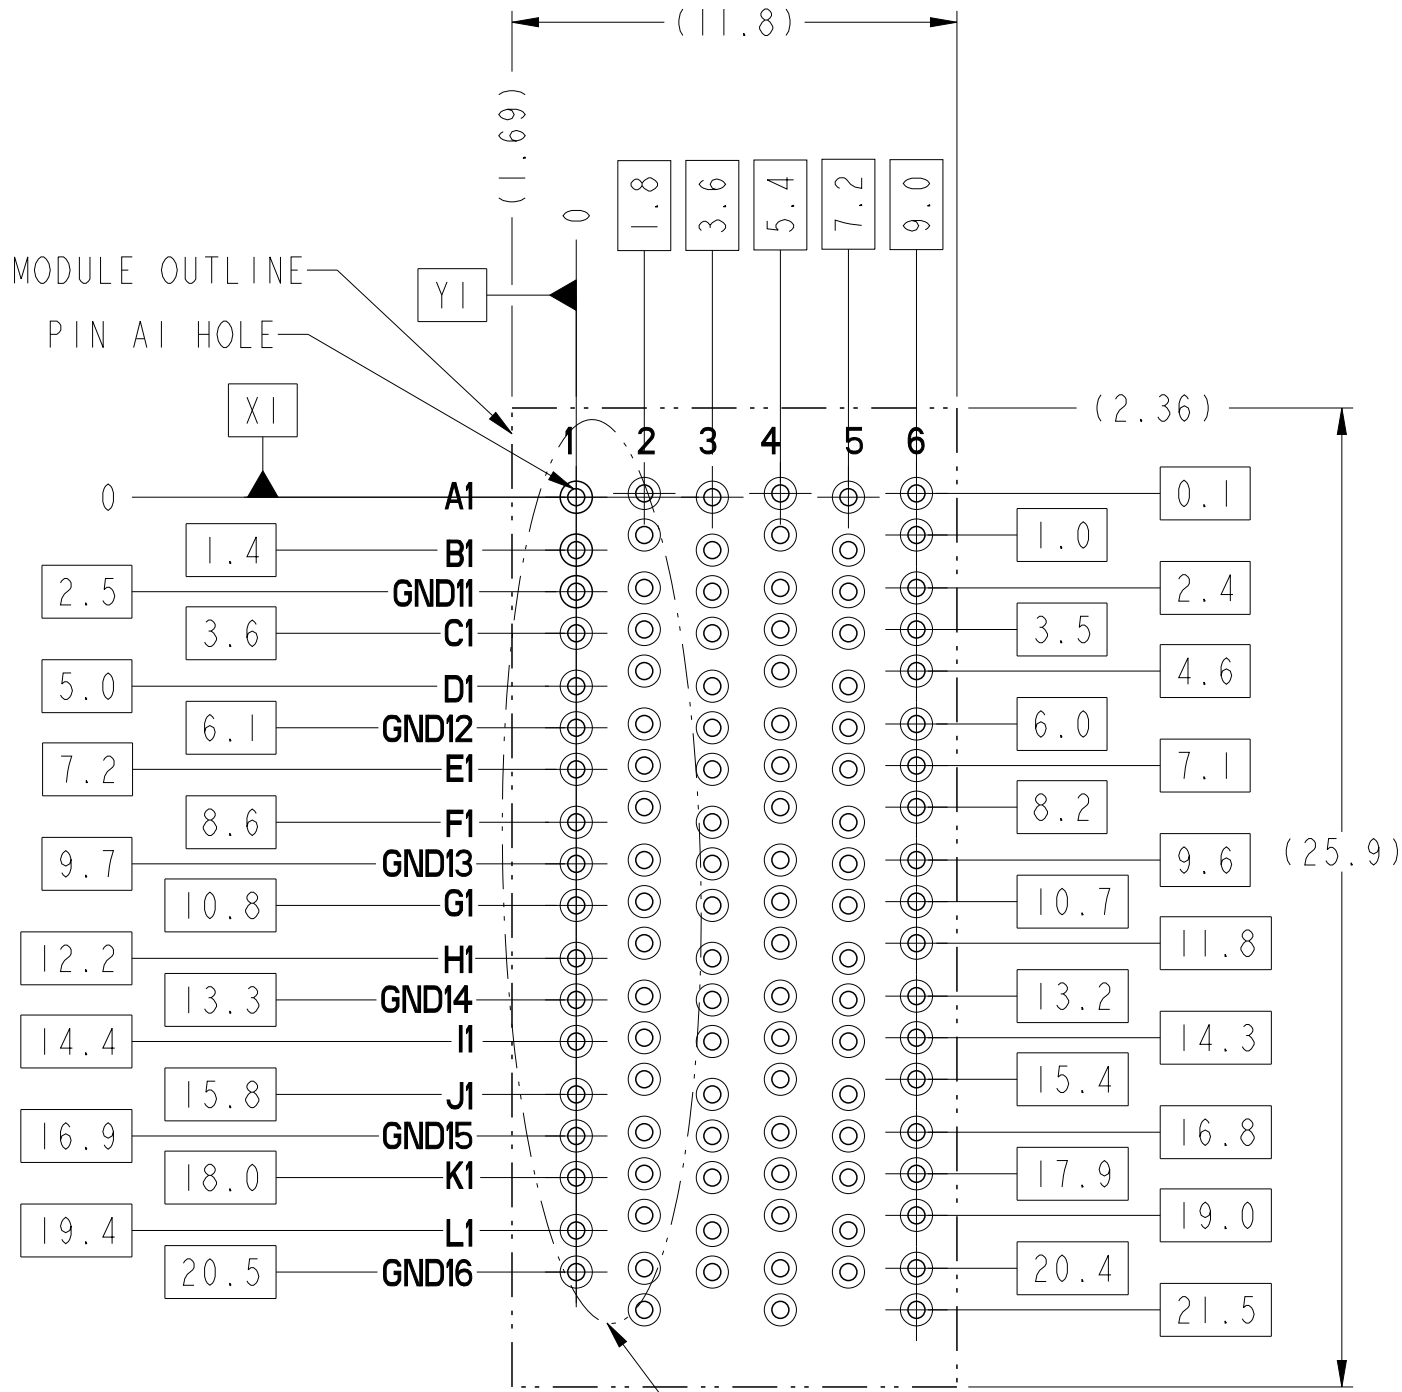 (11.8)
(1.69)
0
1.8
3.6
5.4
7.2
9.0
MODULE OUTLINE
Y1
PIN A1 HOLE
X1
(2.36)
1 2 3 4 5 6
0 A1 0.1
1.4 B1 1.0
2.5 GND11 2.4
3.6 C1 3.5
5.0 D1 4.6
6.1 GND12 6.0
7.2 E1 7.1
8.6 F1 8.2
9.7 GND13 9.6
(25.9)
10.8 G1 10.7
12.2 H1 11.8
13.3 GND14 13.2
14.4 I1 14.3
15.8 J1 15.4
16.9 GND15 16.8
18.0 K1 17.9
19.4 L1 19.0
20.5 GND16 20.4
21.5